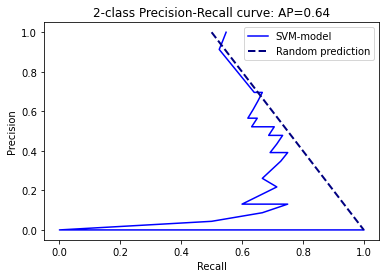 2-class Precision-Recall curve: AP=0.64
SVM-model
Random prediction
1.0
0.8
0.6
0.4
0.2
0.0
Precision
0.0 0.2 0.4 0.6 0.8 1.0
Recall